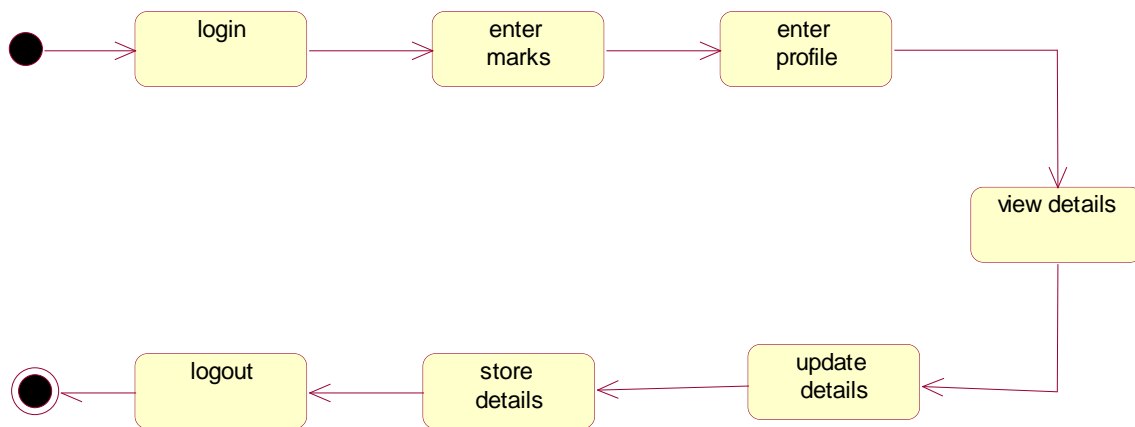 login
enter
marks
enter
profile
view details
update
details
store
details
logout